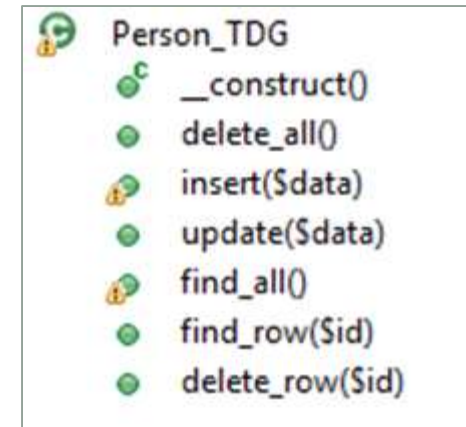 Person_TDG
C __construct()
delete_all()
insert($data)
update($data)
find_all()
find_row($id)
delete_row($id)